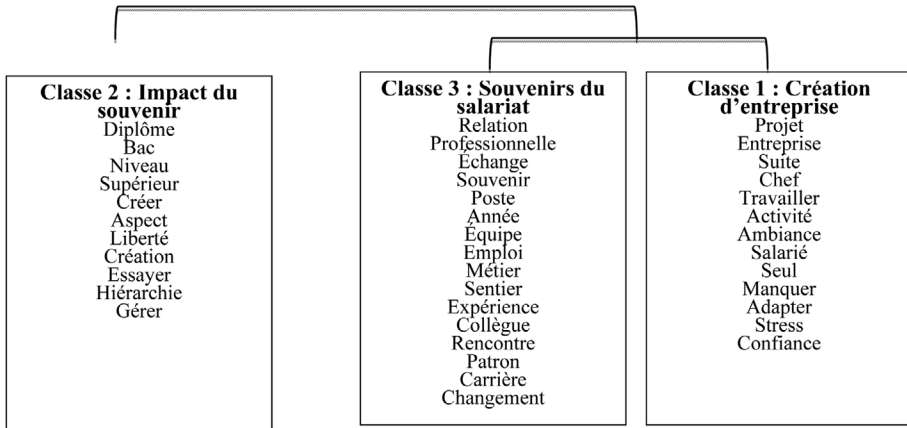 Classe 2 : Impact du
souvenir
Diplôme
Bac
Niveau
Supérieur
Créer
Aspect
Liberté
Création
Essayer
Hiérarchie
Gérer
Classe 3 : Souvenirs du
salariat
Relation
Professionnelle
Échange
Souvenir
Poste
Année
Équipe
Emploi
Métier
Sentier
Expérience
Collègue
Rencontre
Patron
Carrière
Changement
Classe 1 : Création
d’entreprise
Projet
Entreprise
Suite
Chef
Travailler
Activité
Ambiance
Salarié
Seul
Manquer
Adapter
Stress
Confiance